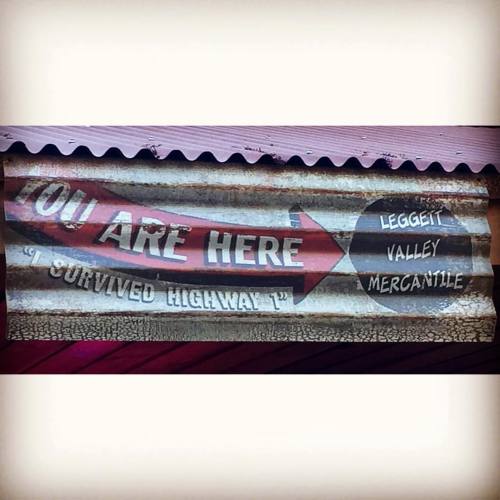 YOU ARE HERE
"I SURVIVED HIGHWAY 1"
LEGGETT
VALLEY
MERCANTILE